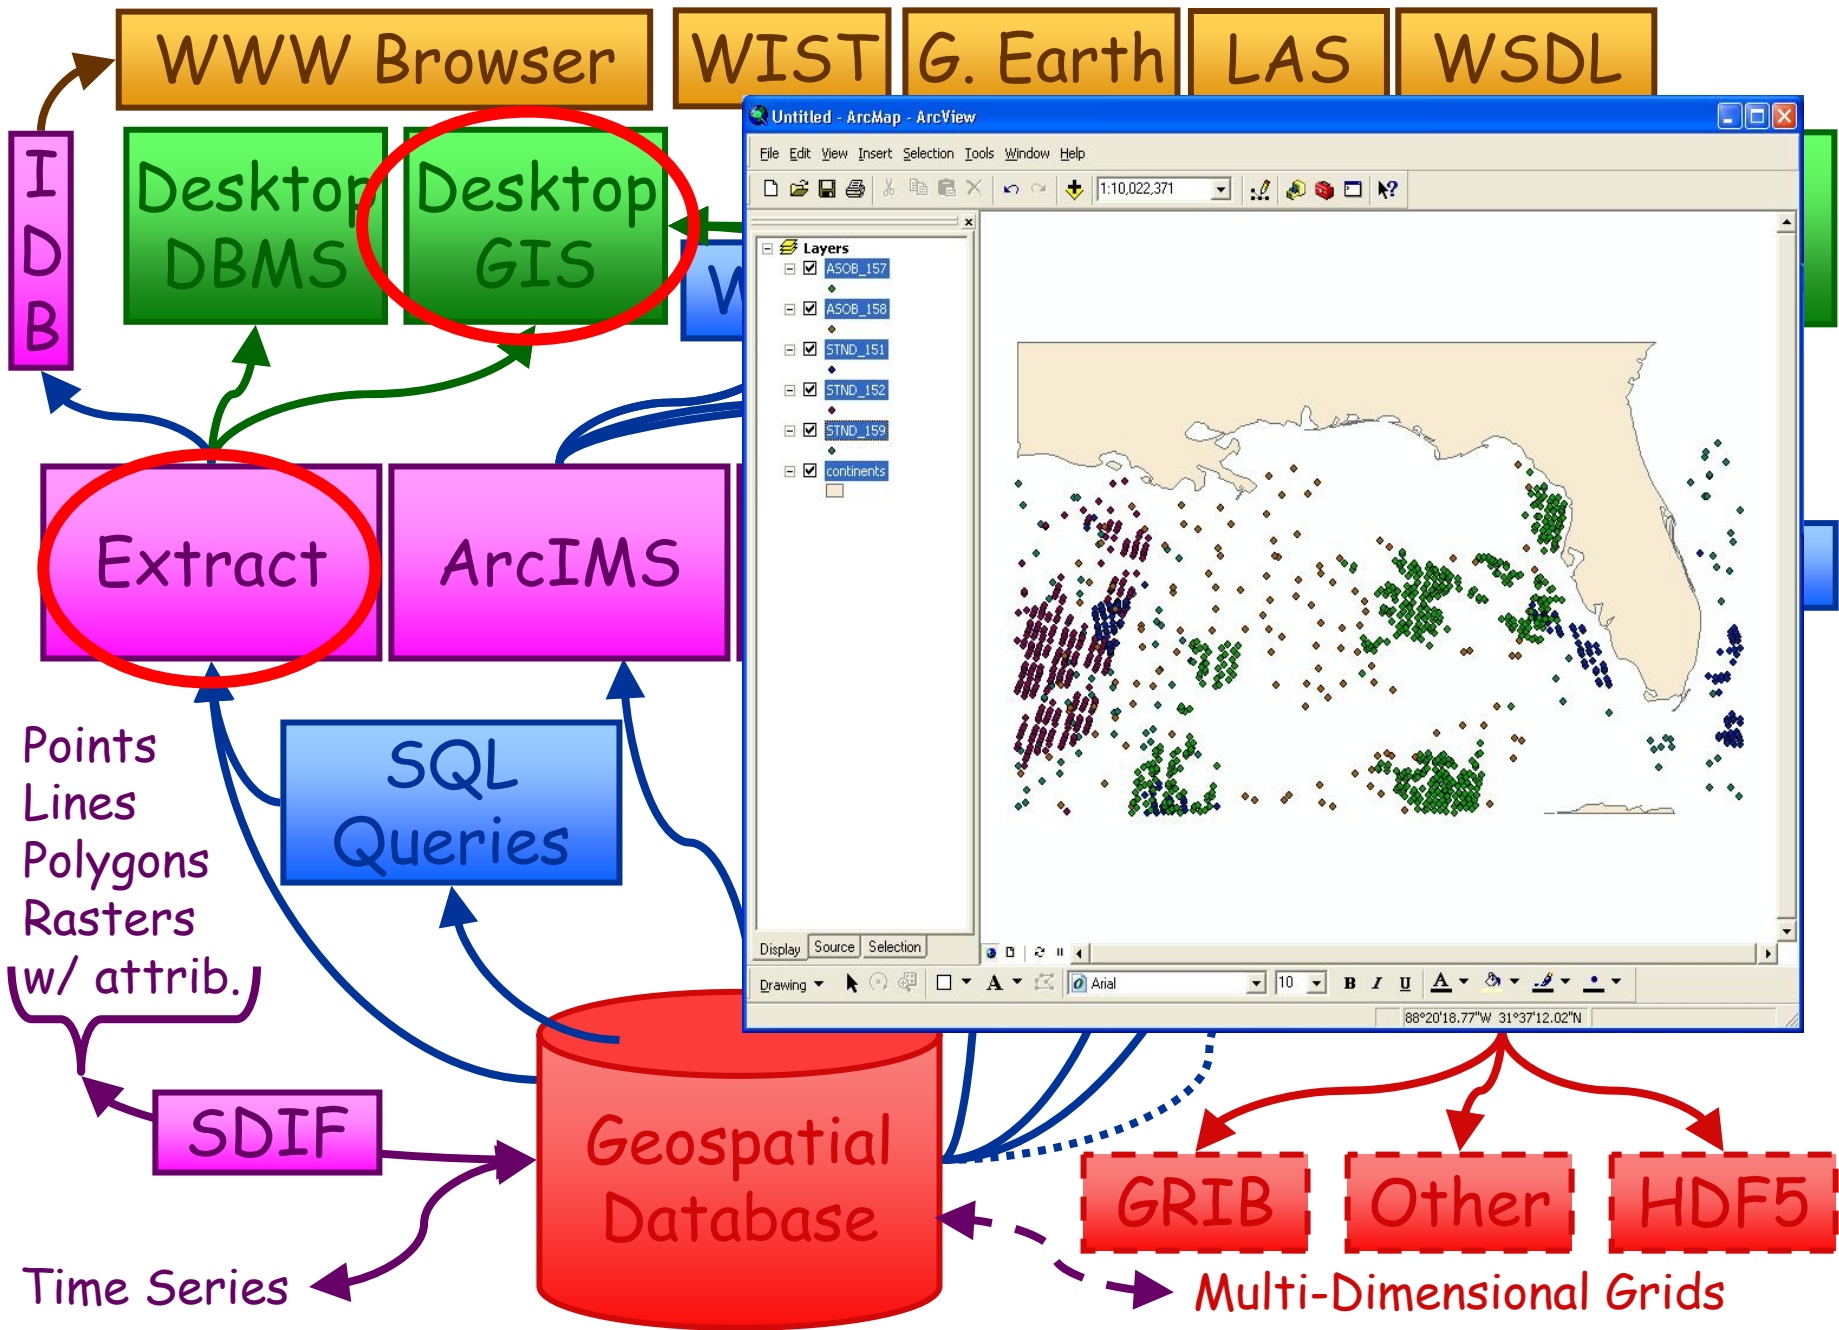 WWW Browser
WIST
G. Earth
LAS
WSDL
I
D
B
Desktop
DBMS
Desktop
GIS
Extract
ArcIMS
SQL
Queries
Points
Lines
Polygons
Rasters
w/ attrib.
SDIF
Time Series
Geospatial
Database
GRIB
Other
HDF5
Multi-Dimensional Grids
Untitled - ArcMap - ArcView
File Edit View Insert Selection Tools Window Help
1:10,022,371
Layers
ASOB_157
ASOB_158
STND_151
STND_152
STND_159
continents
Display Source Selection
Drawing A Arial 10 B I U A
88°20'18.77"W 31°37'12.02"N